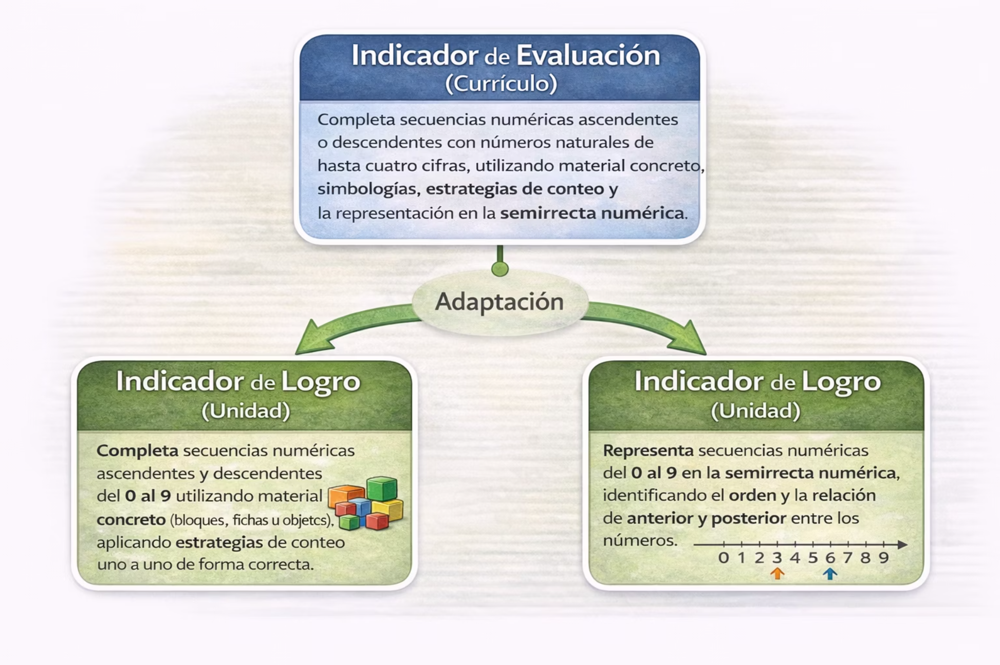 Indicador de Evaluación
(Currículo)
Completa secuencias numéricas ascendentes
o descendentes con números naturales de
hasta cuatro cifras, utilizando material concreto,
simbologías, estrategias de conteo y
la representación en la semirrecta numérica.
Adaptación
Indicador de Logro
(Unidad)
Completa secuencias numéricas
ascendentes y descendentes
del 0 al 9 utilizando material
concreto (bloques, fichas u objetcs),
aplicando estrategias de conteo
uno a uno de forma correcta.
Indicador de Logro
(Unidad)
Representa secuencias numéricas
del 0 al 9 en la semirrecta numérica,
identificando el orden y la relación
de anterior y posterior entre los
números.
0 1 2 3 4 5 6 7 8 9